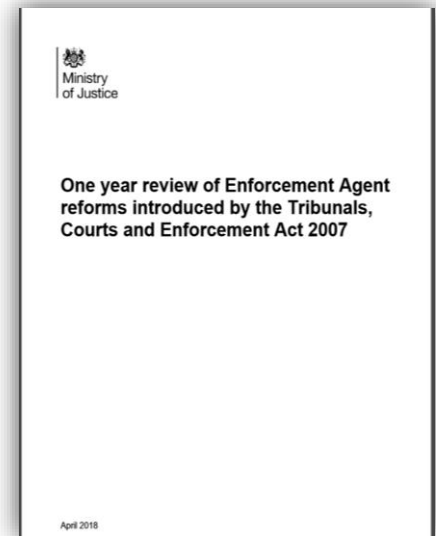 Ministry
of Justice
One year review of Enforcement Agent
reforms introduced by the Tribunals,
Courts and Enforcement Act 2007
April 2018